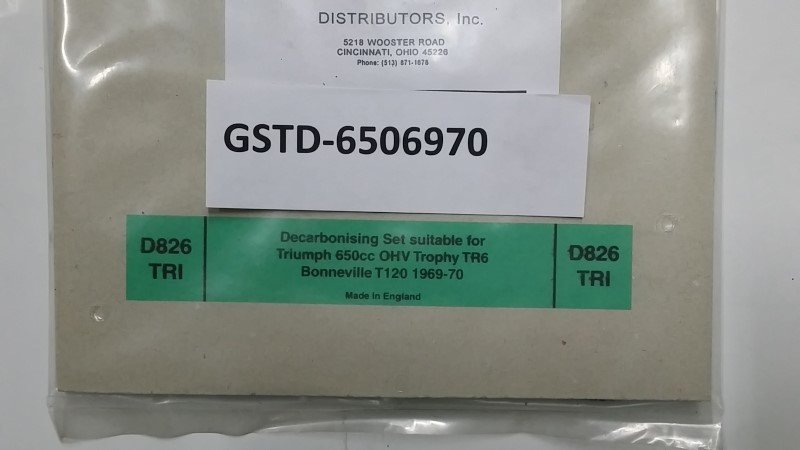 DISTRIBUTORS, Inc.
5218 WOOSTER ROAD
CINCINNATI, OHIO 45226
Phone: (513) 871-1678
GSTD-6506970
D826
TRI
Decarbonising Set suitable for
Triumph 650cc OHV Trophy TR6
Bonneville T120 1969-70
Made in England
D826
TRI